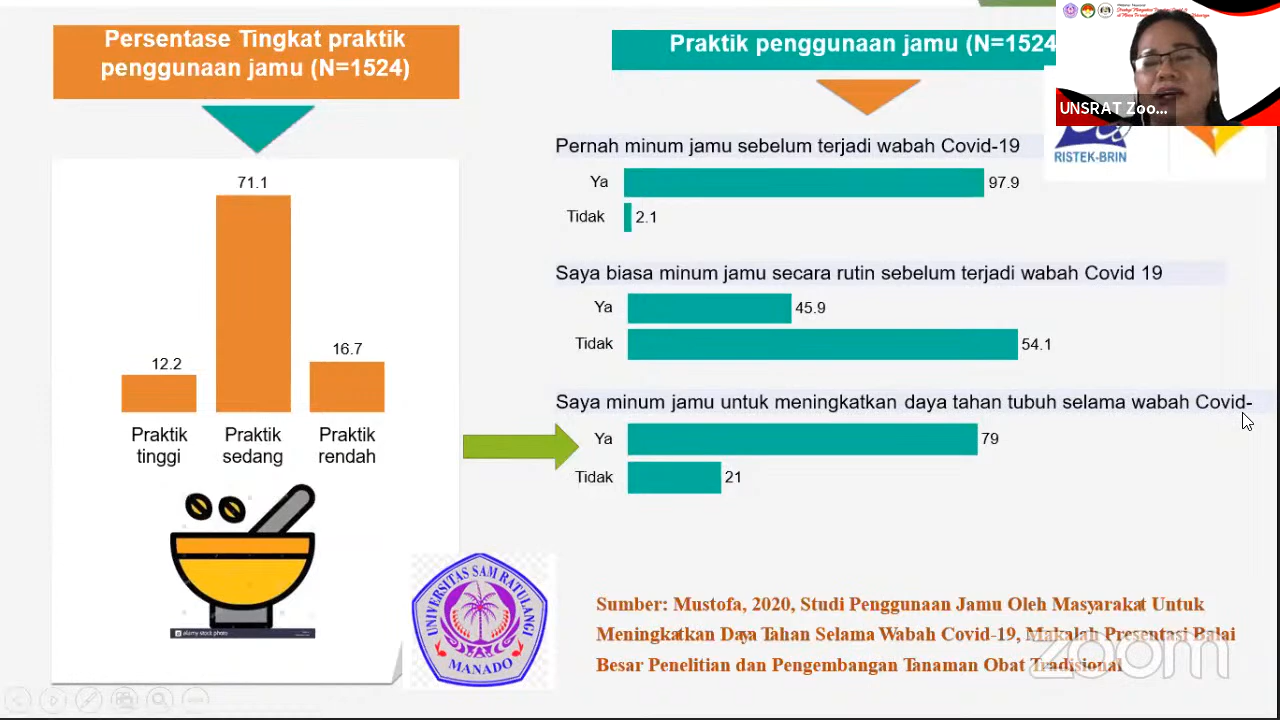 Persentase Tingkat praktik
penggunaan jamu (N=1524)
71.1
12.2
16.7
Praktik
tinggi
Praktik
sedang
Praktik
rendah
alamy stock photo
UNIVERSITAS SAM RATULANGI
MANADO
Praktik penggunaan jamu (N=1524
Pernah minum jamu sebelum terjadi wabah Covid-19
Ya
97.9
Tidak
2.1
Saya biasa minum jamu secara rutin sebelum terjadi wabah Covid 19
Ya
45.9
Tidak
54.1
Saya minum jamu untuk meningkatkan daya tahan tubuh selama wabah Covid-
Ya
79
Tidak
21
Sumber: Mustofa, 2020, Studi Penggunaan Jamu Oleh Masyarakat Untuk
Meningkatkan Daya Tahan Selama Wabah Covid-19, Makalah Presentasi Balai
Besar Penelitian dan Pengembangan Tanaman Obat Tradisional
zoom
UNSRAT Zoo...
RISTEK-BRIN